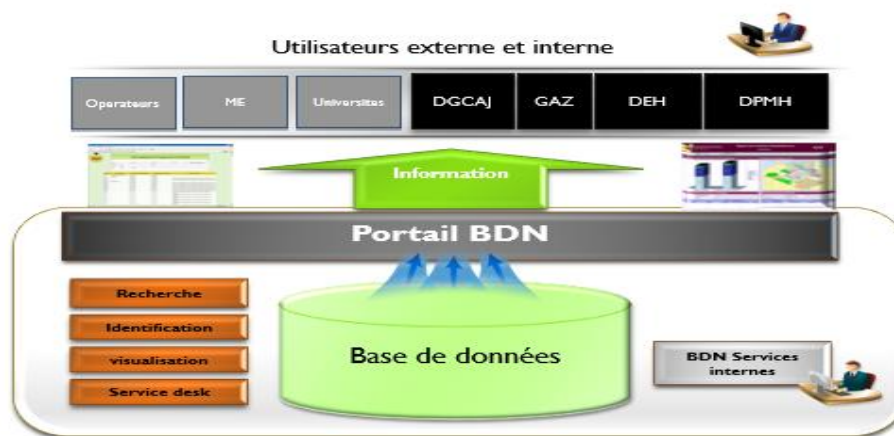 Utilisateurs externe et interne
Operateurs
ME
Universites
DGCAJ
GAZ
DEH
DPMH
Information
Portail BDN
Recherche
Identification
visualisation
Service desk
Base de données
BDN Services
internes